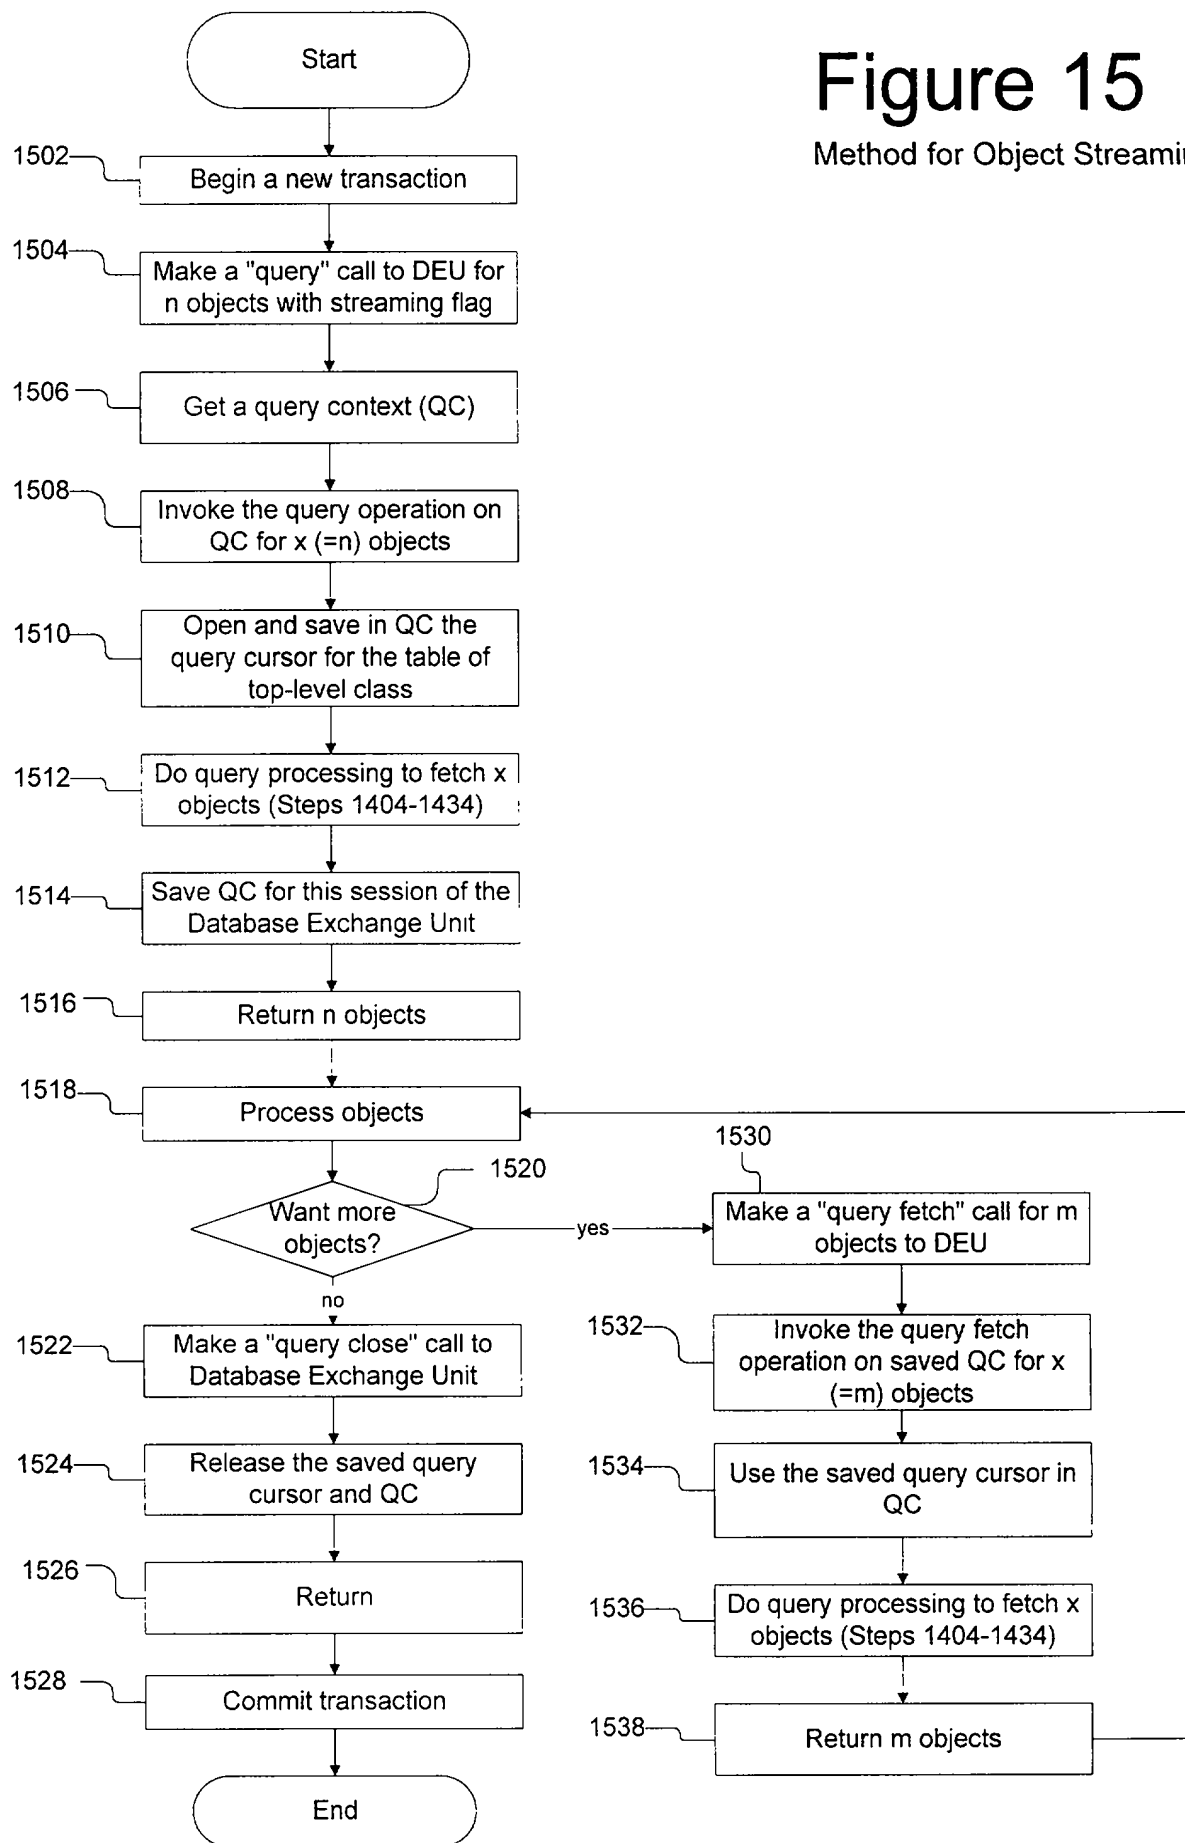 Start
Figure 15
Method for Object Streamin
1502
Begin a new transaction
1504
Make a "query" call to DEU for
n objects with streaming flag
1506
Get a query context (QC)
1508
Invoke the query operation on
QC for x (=n) objects
1510
Open and save in QC the
query cursor for the table of
top-level class
1512
Do query processing to fetch x
objects (Steps 1404-1434)
1514
Save QC for this session of the
Database Exchange Unit
1516
Return n objects
1518
Process objects
1520
Want more
objects?
yes
no
1522
Make a "query close" call to
Database Exchange Unit
1524
Release the saved query
cursor and QC
1526
Return
1528
Commit transaction
End
1530
Make a "query fetch" call for m
objects to DEU
1532
Invoke the query fetch
operation on saved QC for x
(=m) objects
1534
Use the saved query cursor in
QC
1536
Do query processing to fetch x
objects (Steps 1404-1434)
1538
Return m objects